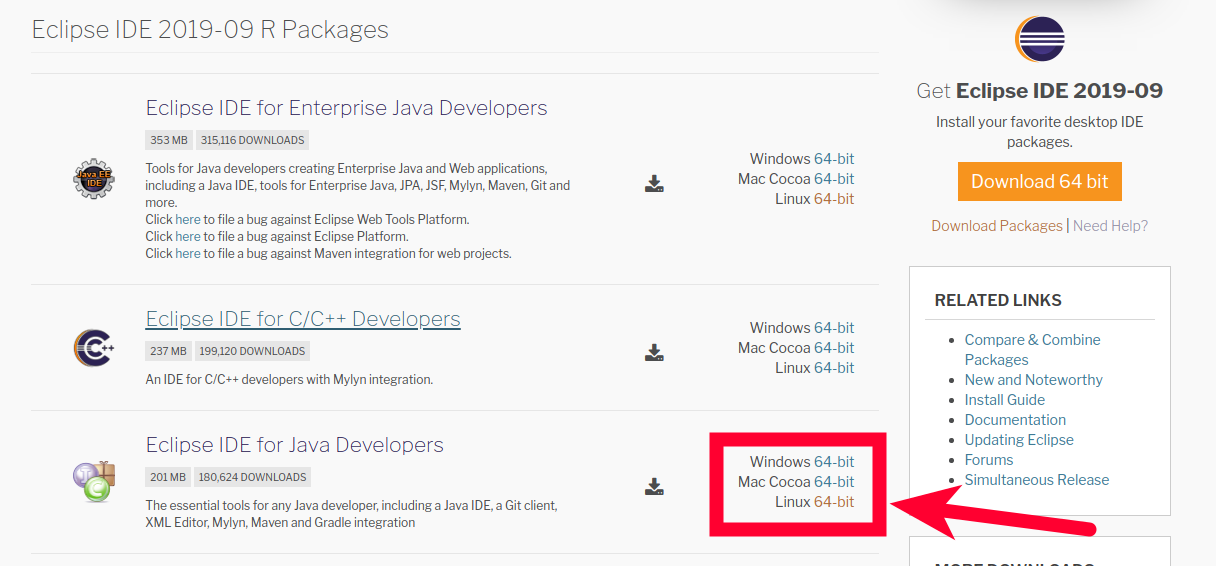 Eclipse IDE 2019-09 R Packages
Eclipse IDE for Enterprise Java Developers
353 MB 315,116 DOWNLOADS
Java EE
IDE
Tools for Java developers creating Enterprise Java and Web applications,
including a Java IDE, tools for Enterprise Java, JPA, JSF, Mylyn, Maven, Git and
more.
Click here to file a bug against Eclipse Web Tools Platform.
Click here to file a bug against Eclipse Platform.
Click here to file a bug against Maven integration for web projects.
Windows 64-bit
Mac Cocoa 64-bit
Linux 64-bit
Eclipse IDE for C/C++ Developers
237 MB 199,120 DOWNLOADS
C++
An IDE for C/C++ developers with Mylyn integration.
Windows 64-bit
Mac Cocoa 64-bit
Linux 64-bit
Eclipse IDE for Java Developers
201 MB 180,624 DOWNLOADS
The essential tools for any Java developer, including a Java IDE, a Git client,
XML Editor, Mylyn, Maven and Gradle integration
Windows 64-bit
Mac Cocoa 64-bit
Linux 64-bit
Get Eclipse IDE 2019-09
Install your favorite desktop IDE
packages.
Download 64 bit
Download Packages | Need Help?
RELATED LINKS
Compare & Combine
Packages
New and Noteworthy
Install Guide
Documentation
Updating Eclipse
Forums
Simultaneous Release
MORE DOWNLOADS